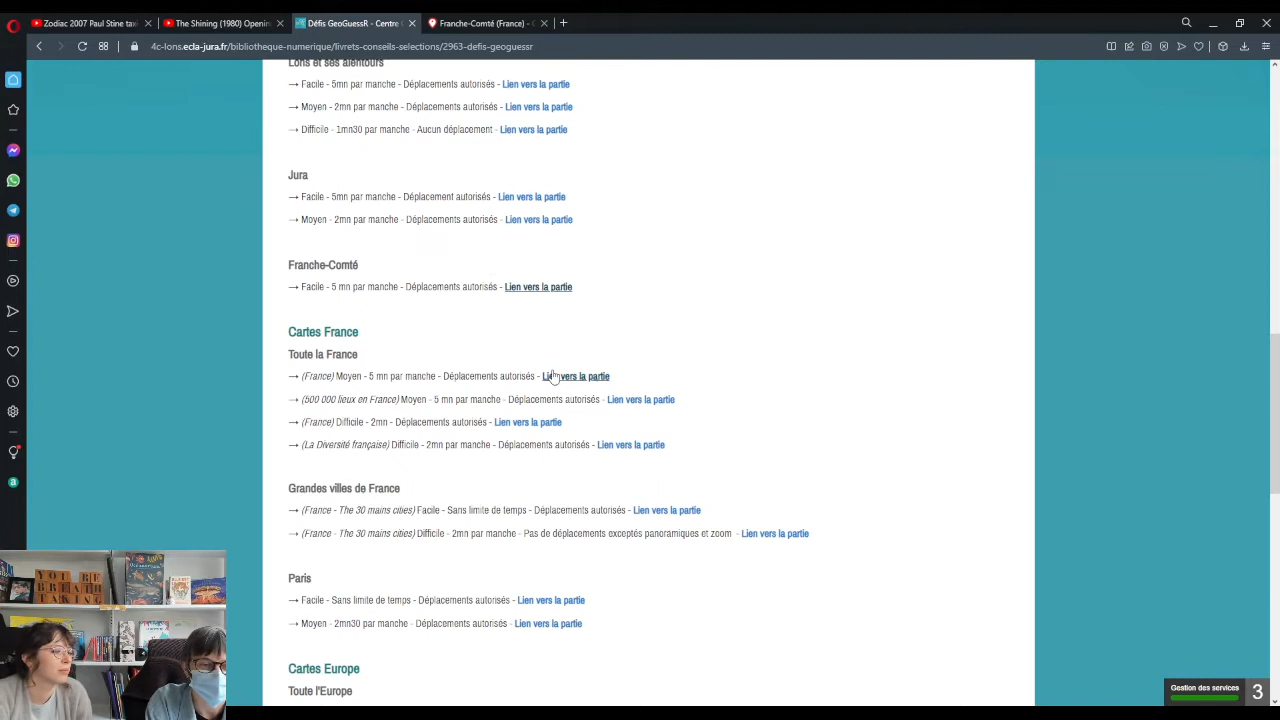 Zodiac 2007 Paul Stine tax
The Shining (1980) Openin
Défis GeoGuessR - Centre
Franche-Comté (France) -
4c-lons.ecla-jura.fr/bibliotheque-numerique/livrets-conseils-selections/2963-defis-geoguessr
Lons et ses alentours
→ Facile - 5mn par manche - Déplacements autorisés - Lien vers la partie
→ Moyen - 2mn par manche - Déplacements autorisés - Lien vers la partie
→ Difficile - 1mn30 par manche - Aucun déplacement - Lien vers la partie
Jura
→ Facile - 5mn par manche - Déplacement autorisés - Lien vers la partie
→ Moyen - 2mn par manche - Déplacements autorisés - Lien vers la partie
Franche-Comté
→ Facile - 5 mn par manche - Déplacements autorisés - Lien vers la partie
Cartes France
Toute la France
→ (France) Moyen - 5 mn par manche - Déplacements autorisés - Lien vers la partie
→ (500 000 lieux en France) Moyen - 5 mn par manche - Déplacements autorisés - Lien vers la partie
→ (France) Difficile - 2mn - Déplacements autorisés - Lien vers la partie
→ (La Diversité française) Difficile - 2mn par manche - Déplacements autorisés - Lien vers la partie
Grandes villes de France
→ (France - The 30 mains cities) Facile - Sans limite de temps - Déplacements autorisés - Lien vers la partie
→ (France - The 30 mains cities) Difficile - 2mn par manche - Pas de déplacements exceptés panoramiques et zoom - Lien vers la partie
Paris
→ Facile - Sans limite de temps - Déplacements autorisés - Lien vers la partie
→ Moyen - 2mn30 par manche - Déplacements autorisés - Lien vers la partie
Cartes Europe
Toute l'Europe
Gestion des services
3